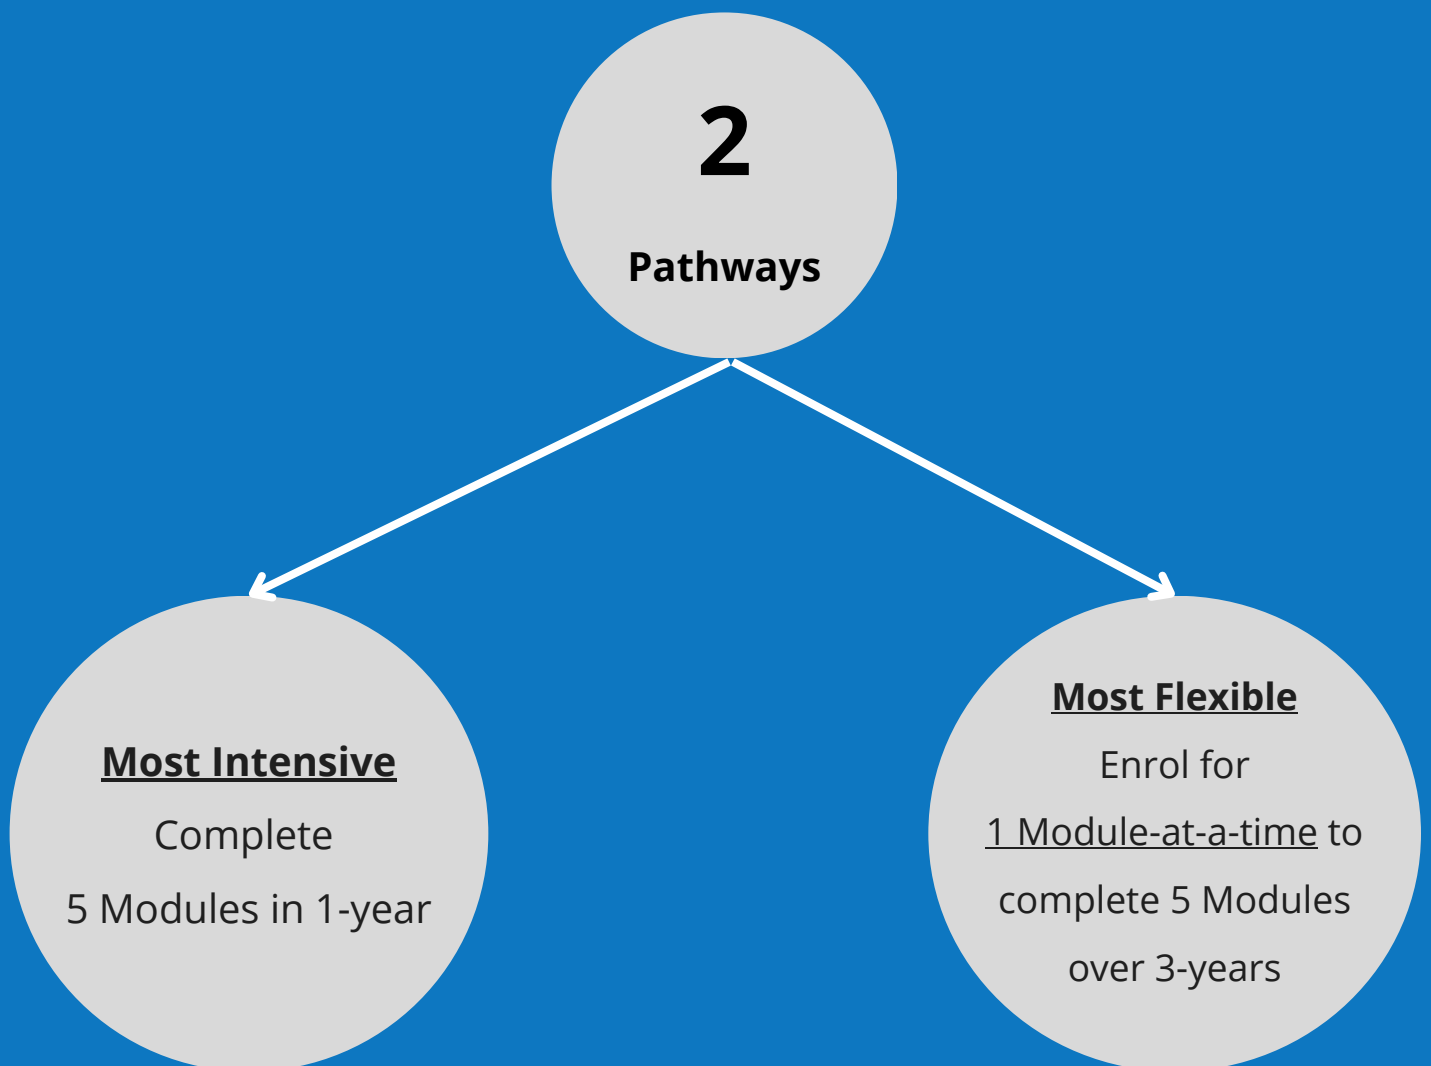 2
Pathways
Most Intensive
Complete
5 Modules in 1-year
Most Flexible
Enrol for
1 Module-at-a-time to
complete 5 Modules
over 3-years